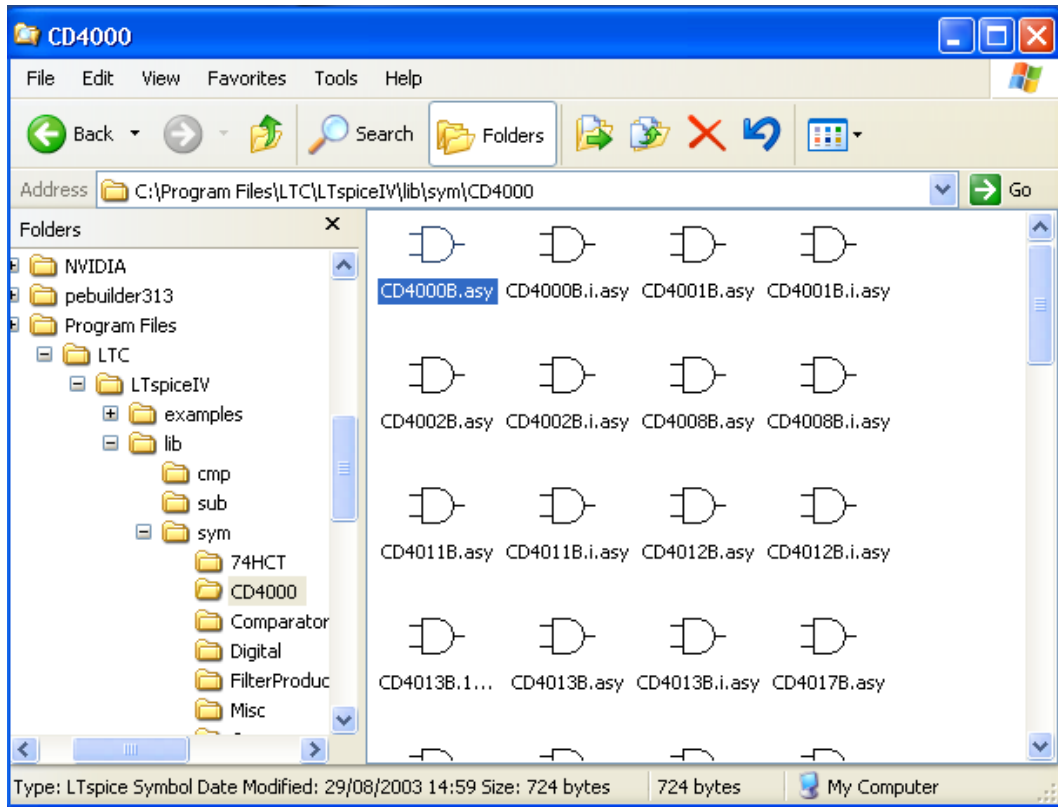 CD4000
File Edit View Favorites Tools Help
Back Search Folders
Address C:\Program Files\LTC\LTspiceIV\lib\sym\CD4000 Go
Folders x
NVIDIA
pebuilder313
Program Files
LTC
LTspiceIV
examples
lib
cmp
sub
sym
74HCT
CD4000
Comparator
Digital
FilterProduc
Misc
CD4000B.asy CD4000B.i.asy CD4001B.asy CD4001B.i.asy
CD4002B.asy CD4002B.i.asy CD4008B.asy CD4008B.i.asy
CD4011B.asy CD4011B.i.asy CD4012B.asy CD4012B.i.asy
CD4013B.1... CD4013B.asy CD4013B.i.asy CD4017B.asy
Type: LTspice Symbol Date Modified: 29/08/2003 14:59 Size: 724 bytes 724 bytes My Computer